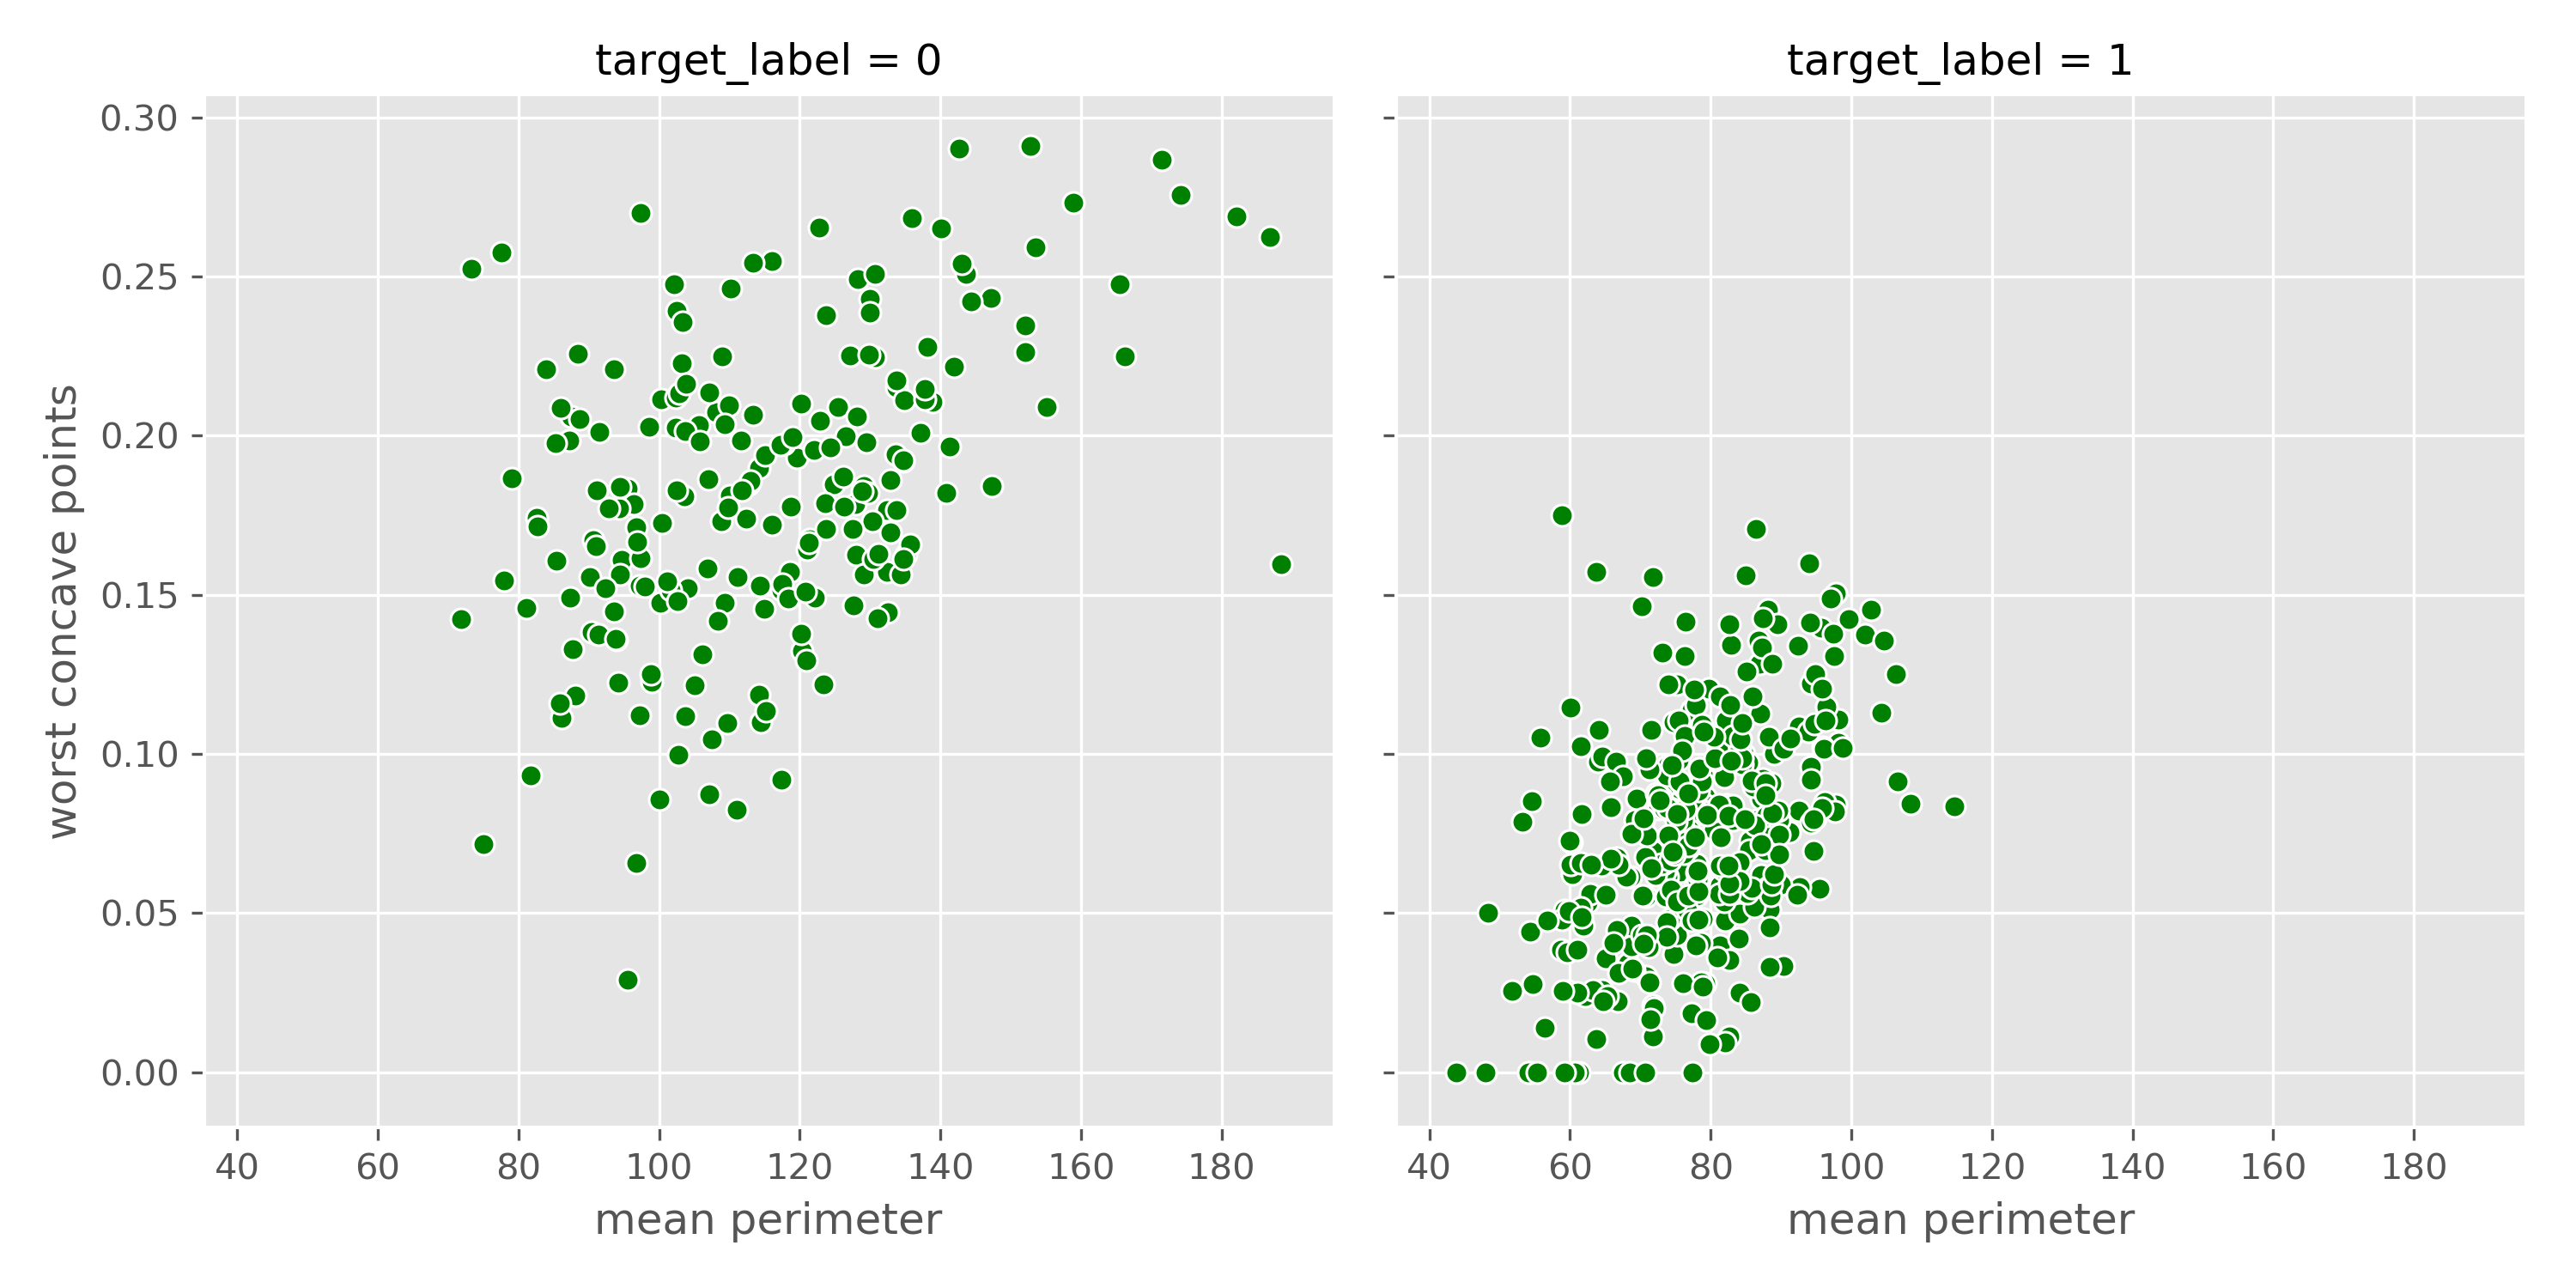 target_label = 0
target_label = 1
0.30
0.25
0.20
0.15
0.10
0.05
0.00
worst concave points
40 60 80 100 120 140 160 180
40 60 80 100 120 140 160 180
mean perimeter
mean perimeter